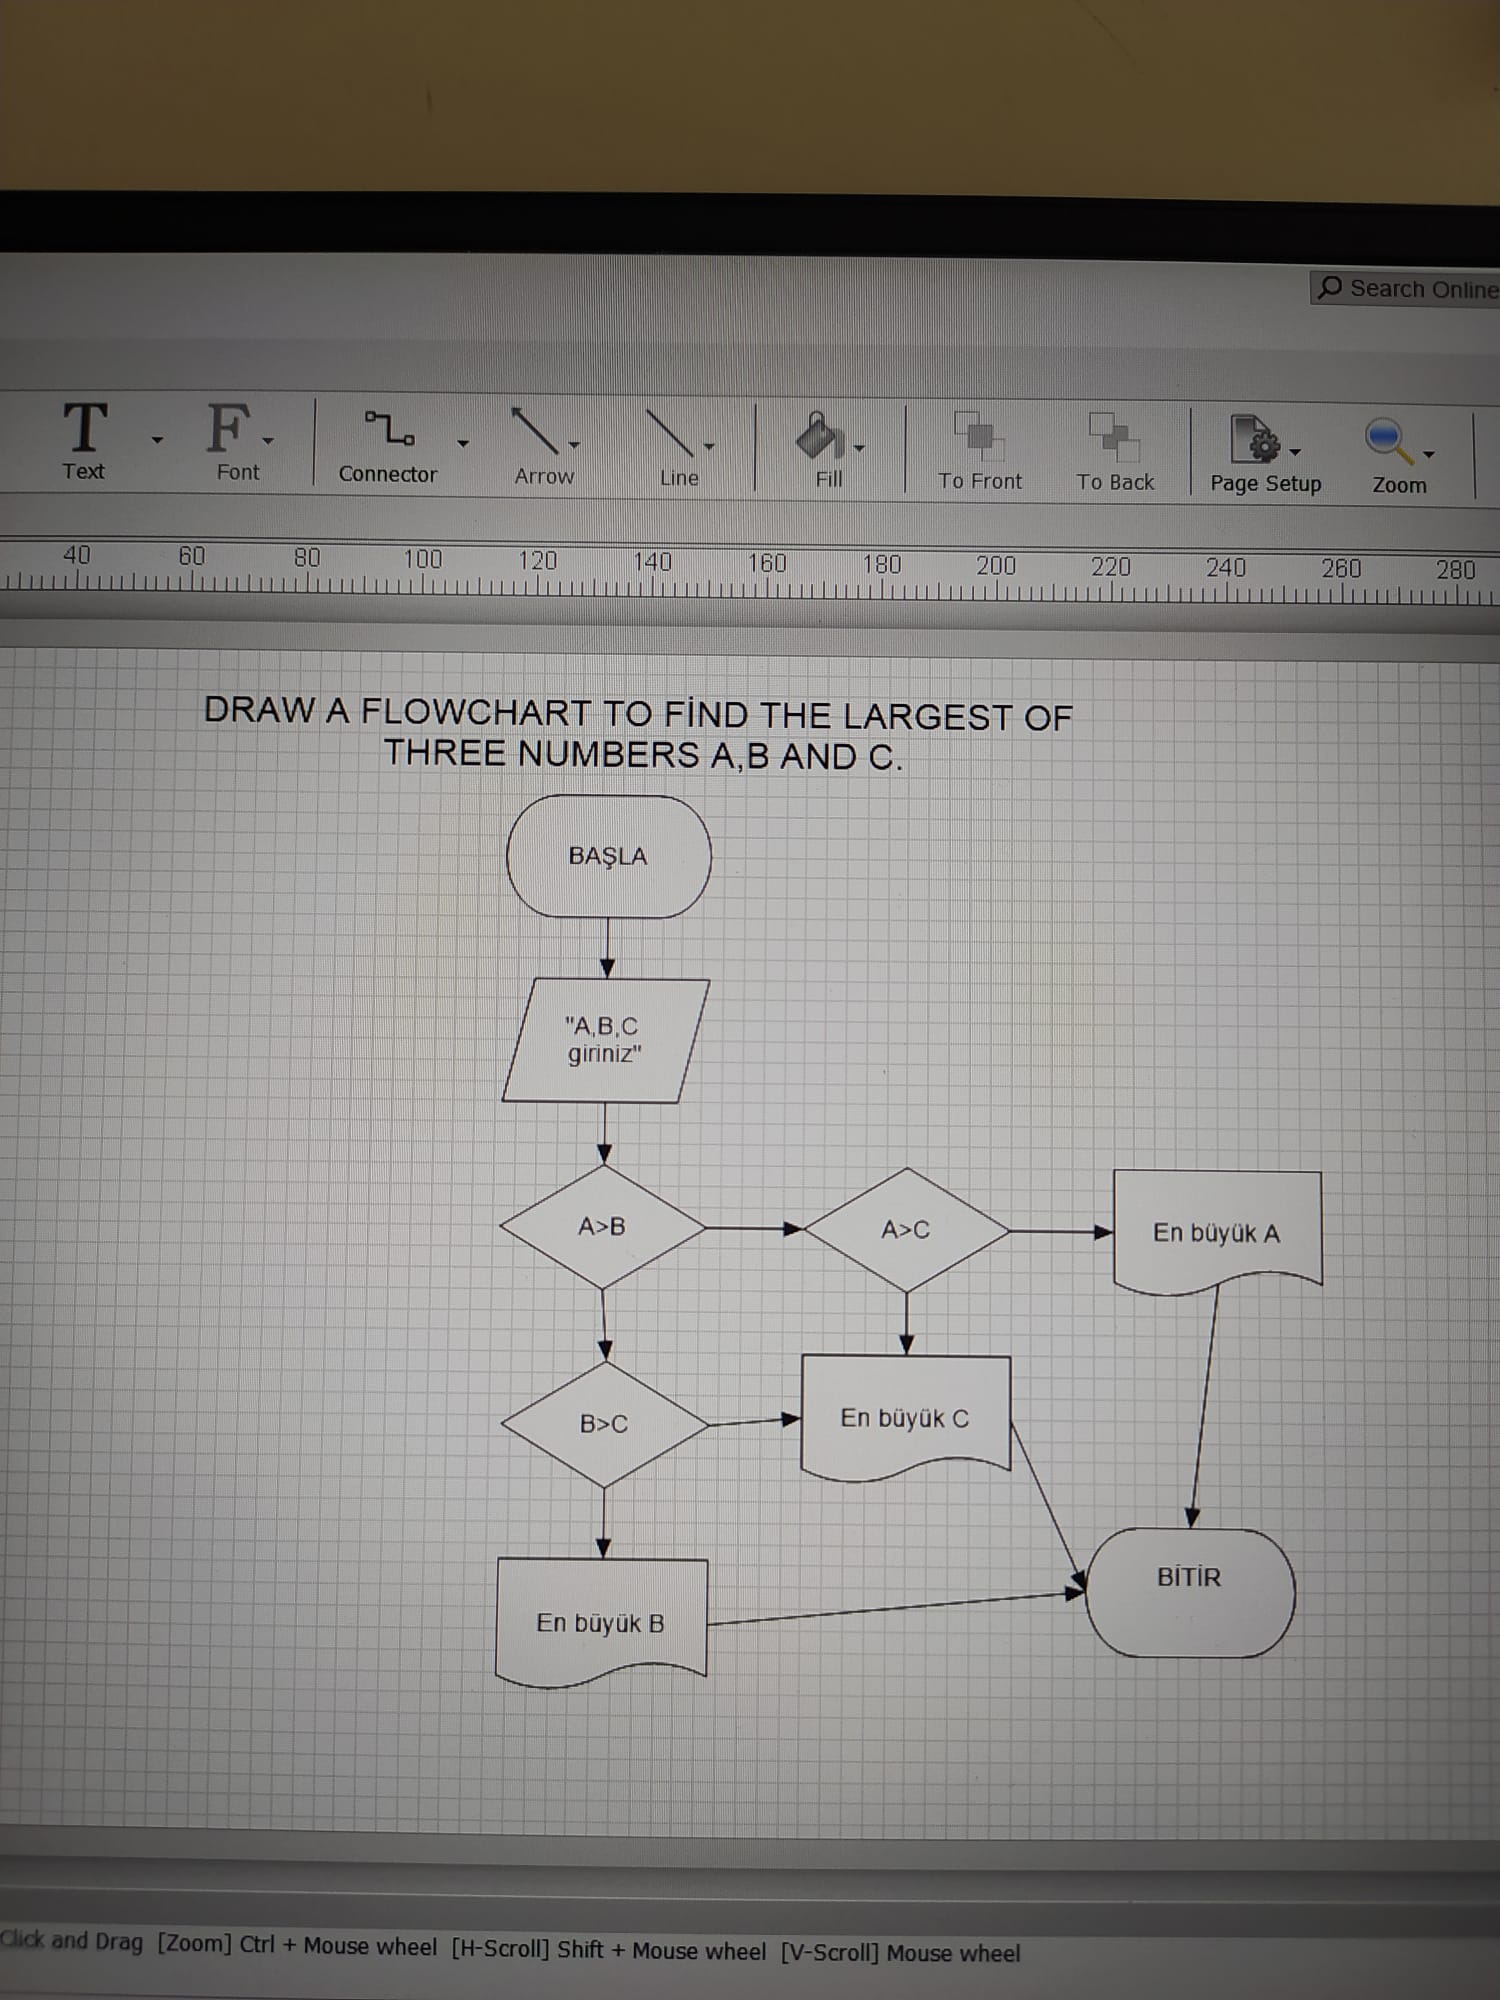 Search Online
Text Font Connector Arrow Line Fill To Front To Back Page Setup Zoom
40 60 80 100 120 140 160 180 200 220 240 260 280
DRAW A FLOWCHART TO FİND THE LARGEST OF
THREE NUMBERS A,B AND C.
BAŞLA
"A,B,C
giriniz"
A>B
A>C
En büyük A
B>C
En büyük C
BİTİR
En büyük B
Click and Drag [Zoom] Ctrl + Mouse wheel [H-Scroll] Shift + Mouse wheel [V-Scroll] Mouse wheel